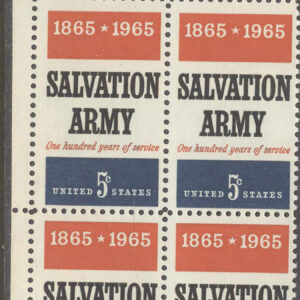 1865 ★ 1965 1865 ★ 1965
SALVATION SALVATION
ARMY ARMY
One hundred years of service One hundred years of service
UNITED 5c STATES UNITED 5c STATES
1865 ★ 1965 1865 ★ 1965
SALVATION SALVATION